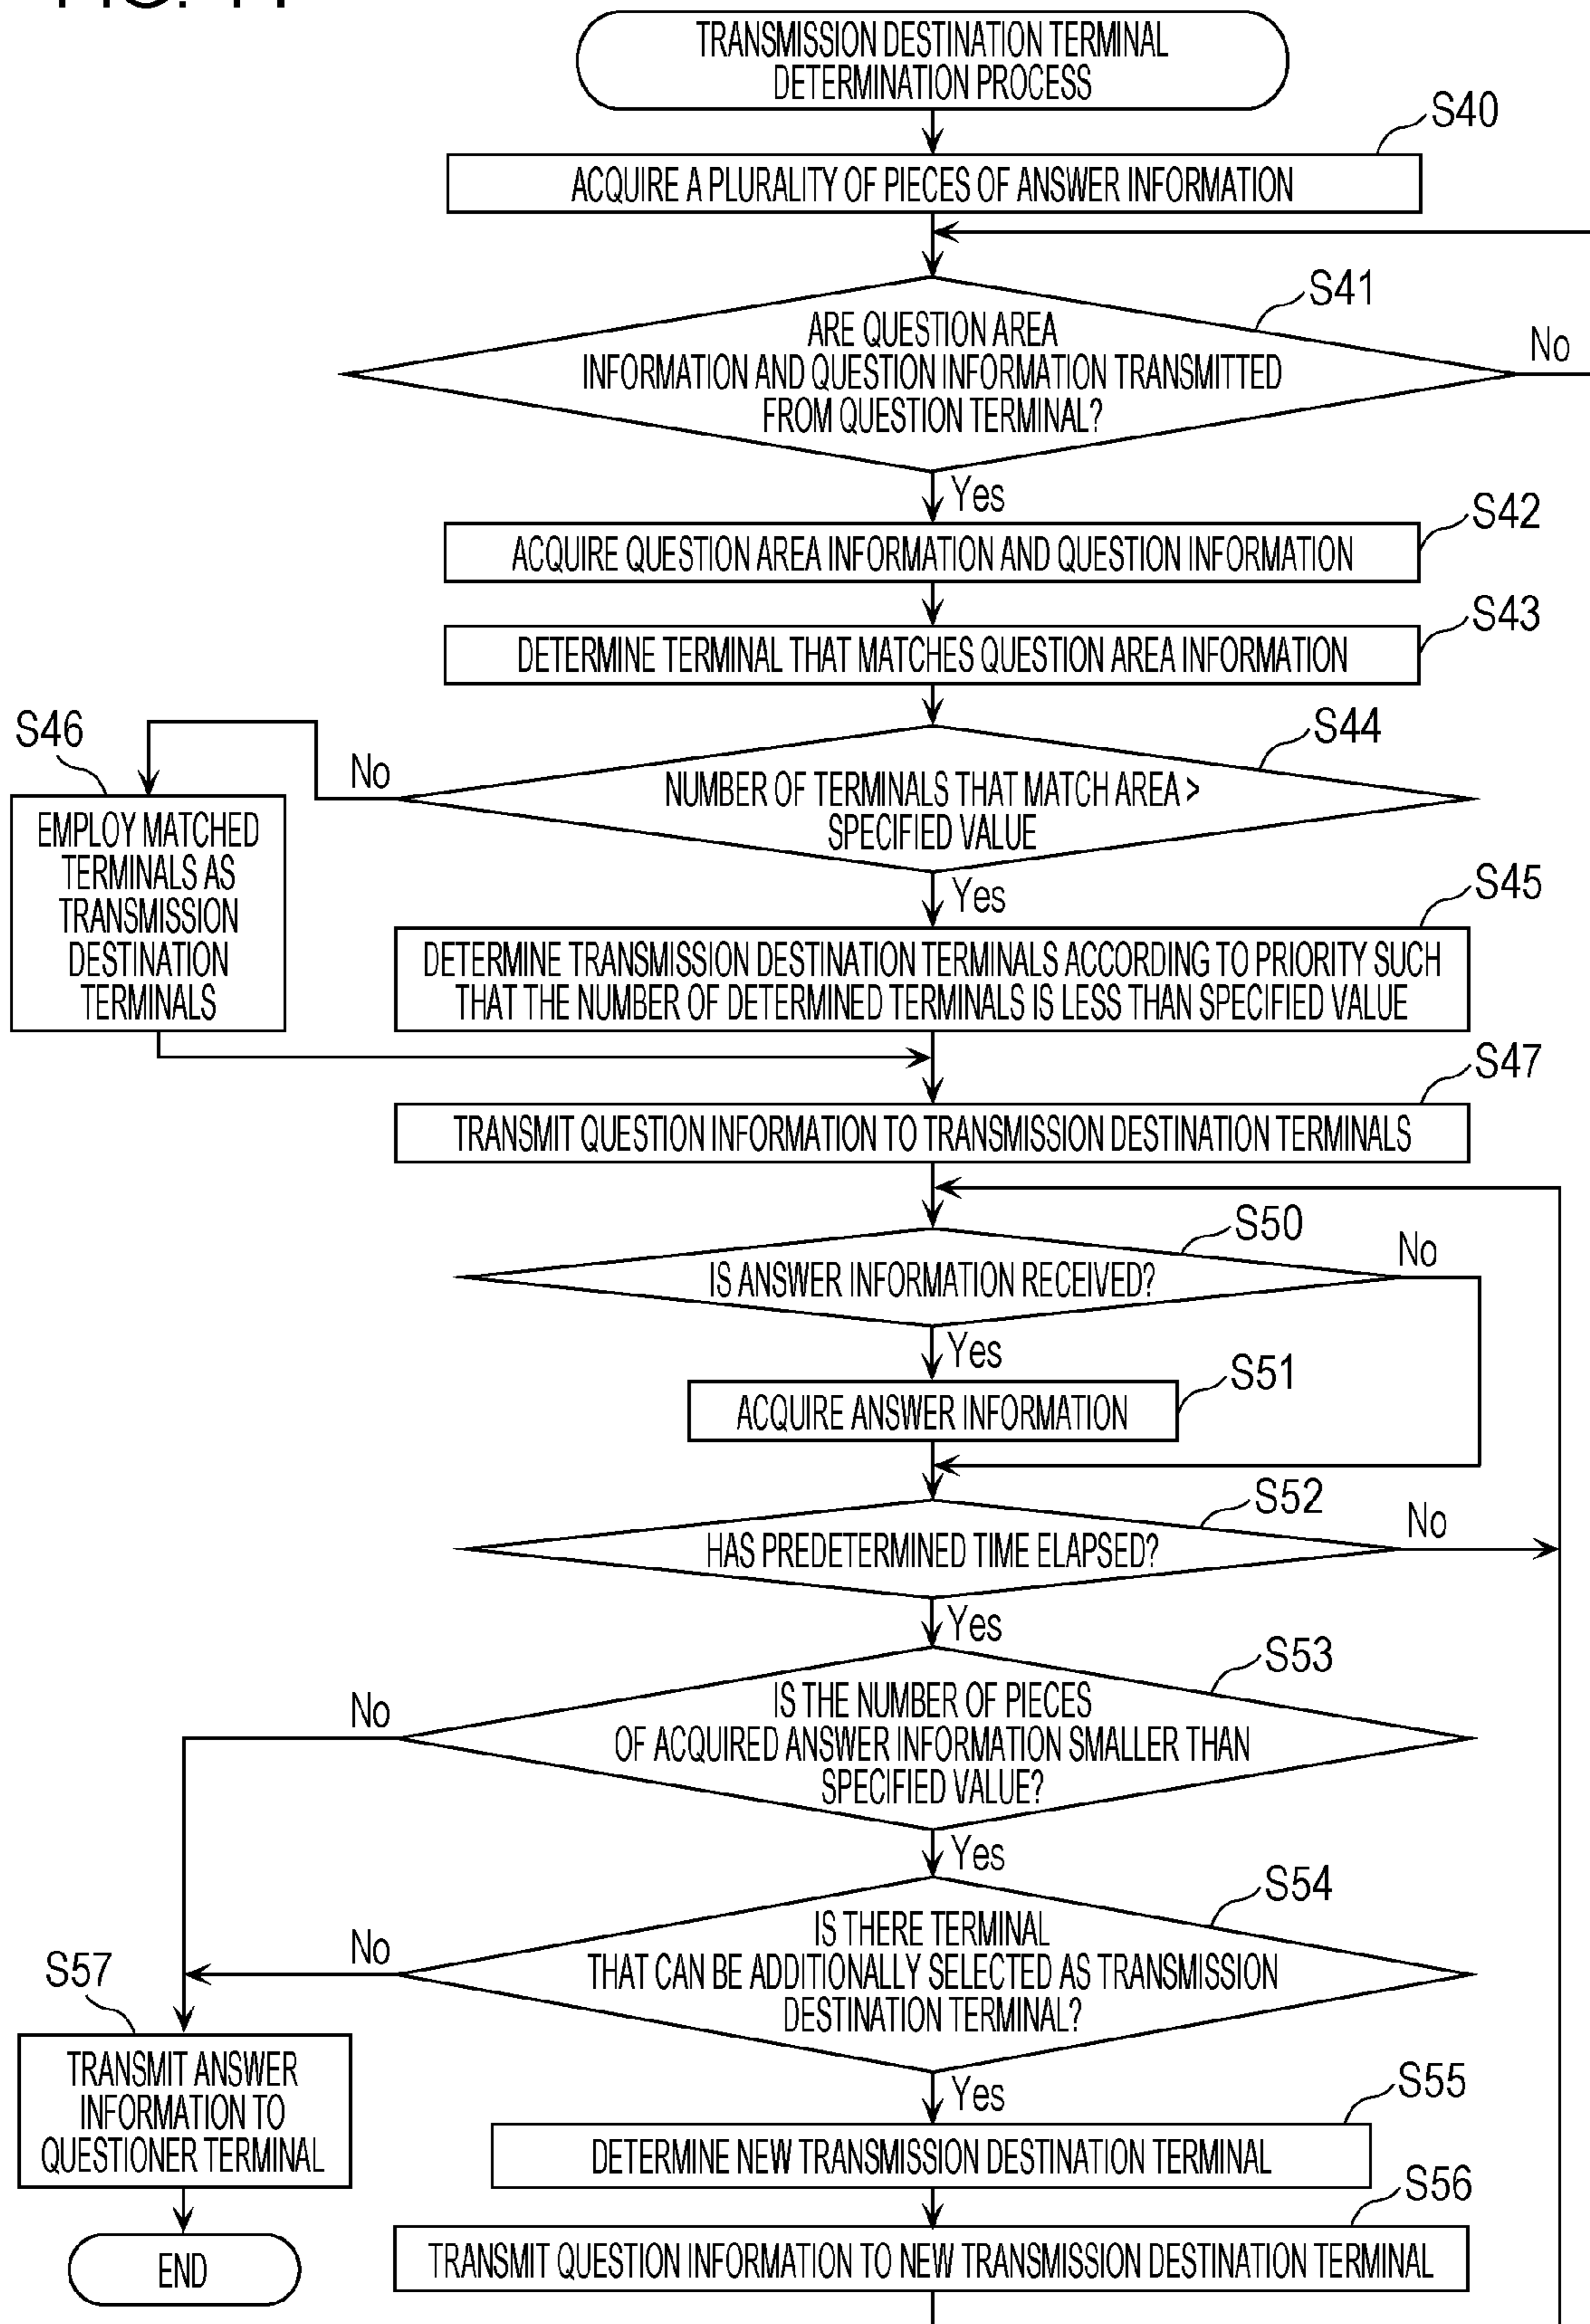 TRANSMISSION DESTINATION TERMINAL
DETERMINATION PROCESS
S40
ACQUIRE A PLURALITY OF PIECES OF ANSWER INFORMATION
S41
ARE QUESTION AREA
INFORMATION AND QUESTION INFORMATION TRANSMITTED
FROM QUESTION TERMINAL?
No
Yes
S42
ACQUIRE QUESTION AREA INFORMATION AND QUESTION INFORMATION
S43
DETERMINE TERMINAL THAT MATCHES QUESTION AREA INFORMATION
S44
NUMBER OF TERMINALS THAT MATCH AREA >
SPECIFIED VALUE
No
S46
EMPLOY MATCHED
TERMINALS AS
TRANSMISSION
DESTINATION
TERMINALS
Yes
S45
DETERMINE TRANSMISSION DESTINATION TERMINALS ACCORDING TO PRIORITY SUCH
THAT THE NUMBER OF DETERMINED TERMINALS IS LESS THAN SPECIFIED VALUE
S47
TRANSMIT QUESTION INFORMATION TO TRANSMISSION DESTINATION TERMINALS
S50
IS ANSWER INFORMATION RECEIVED?
No
Yes
S51
ACQUIRE ANSWER INFORMATION
S52
HAS PREDETERMINED TIME ELAPSED?
No
Yes
S53
IS THE NUMBER OF PIECES
OF ACQUIRED ANSWER INFORMATION SMALLER THAN
SPECIFIED VALUE?
No
Yes
S54
IS THERE TERMINAL
THAT CAN BE ADDITIONALLY SELECTED AS TRANSMISSION
DESTINATION TERMINAL?
No
S57
TRANSMIT ANSWER
INFORMATION TO
QUESTIONER TERMINAL
END
Yes
S55
DETERMINE NEW TRANSMISSION DESTINATION TERMINAL
S56
TRANSMIT QUESTION INFORMATION TO NEW TRANSMISSION DESTINATION TERMINAL